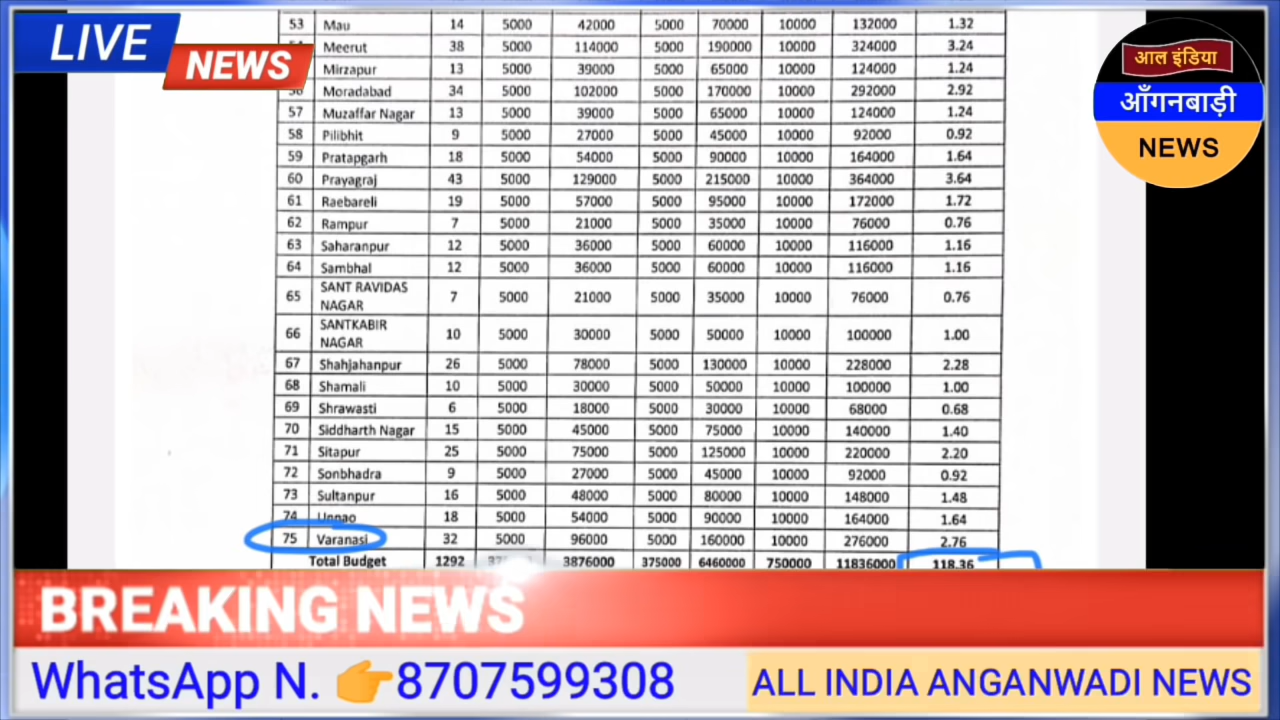 LIVE
NEWS
आल इंडिया
आँगनबाड़ी
NEWS
53 Mau 14 5000 42000 5000 70000 10000 132000 1.32
Meerut 38 5000 114000 5000 190000 10000 324000 3.24
Mirzapur 13 5000 39000 5000 65000 10000 124000 1.24
Moradabad 34 5000 102000 5000 170000 10000 292000 2.92
57 Muzaffar Nagar 13 5000 39000 5000 65000 10000 124000 1.24
58 Pilibhit 9 5000 27000 5000 45000 10000 92000 0.92
59 Pratapgarh 18 5000 54000 5000 90000 10000 164000 1.64
60 Prayagraj 43 5000 129000 5000 215000 10000 364000 3.64
61 Raebareli 19 5000 57000 5000 95000 10000 172000 1.72
62 Rampur 7 5000 21000 5000 35000 10000 76000 0.76
63 Saharanpur 12 5000 36000 5000 60000 10000 116000 1.16
64 Sambhal 12 5000 36000 5000 60000 10000 116000 1.16
65 SANT RAVIDAS NAGAR 7 5000 21000 5000 35000 10000 76000 0.76
66 SANTKABIR NAGAR 10 5000 30000 5000 50000 10000 100000 1.00
67 Shahjahanpur 26 5000 78000 5000 130000 10000 228000 2.28
68 Shamali 10 5000 30000 5000 50000 10000 100000 1.00
69 Shrawasti 6 5000 18000 5000 30000 10000 68000 0.68
70 Siddharth Nagar 15 5000 45000 5000 75000 10000 140000 1.40
71 Sitapur 25 5000 75000 5000 125000 10000 220000 2.20
72 Sonbhadra 9 5000 27000 5000 45000 10000 92000 0.92
73 Sultanpur 16 5000 48000 5000 80000 10000 148000 1.48
74 Unnao 18 5000 54000 5000 90000 10000 164000 1.64
75 Varanasi 32 5000 96000 5000 160000 10000 276000 2.76
Total Budget 1292 3876000 375000 6460000 750000 11836000 118.36
BREAKING NEWS
WhatsApp N. 👉8707599308
ALL INDIA ANGANWADI NEWS